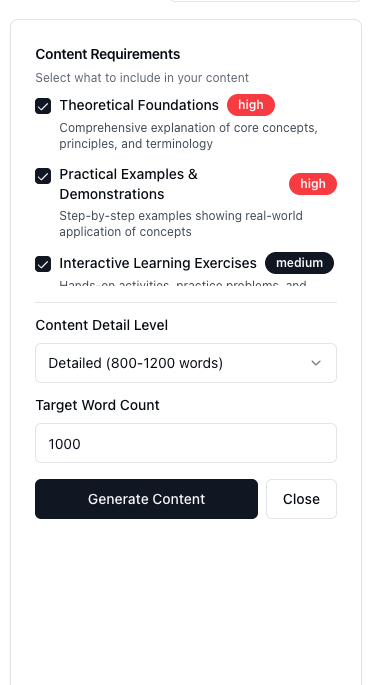 Content Requirements
Select what to include in your content
Theoretical Foundations high
Comprehensive explanation of core concepts,
principles, and terminology
Practical Examples &
Demonstrations high
Step-by-step examples showing real-world
application of concepts
Interactive Learning Exercises medium
Hands-on activities, practice problems, and
Content Detail Level
Detailed (800-1200 words)
Target Word Count
1000
Generate Content Close